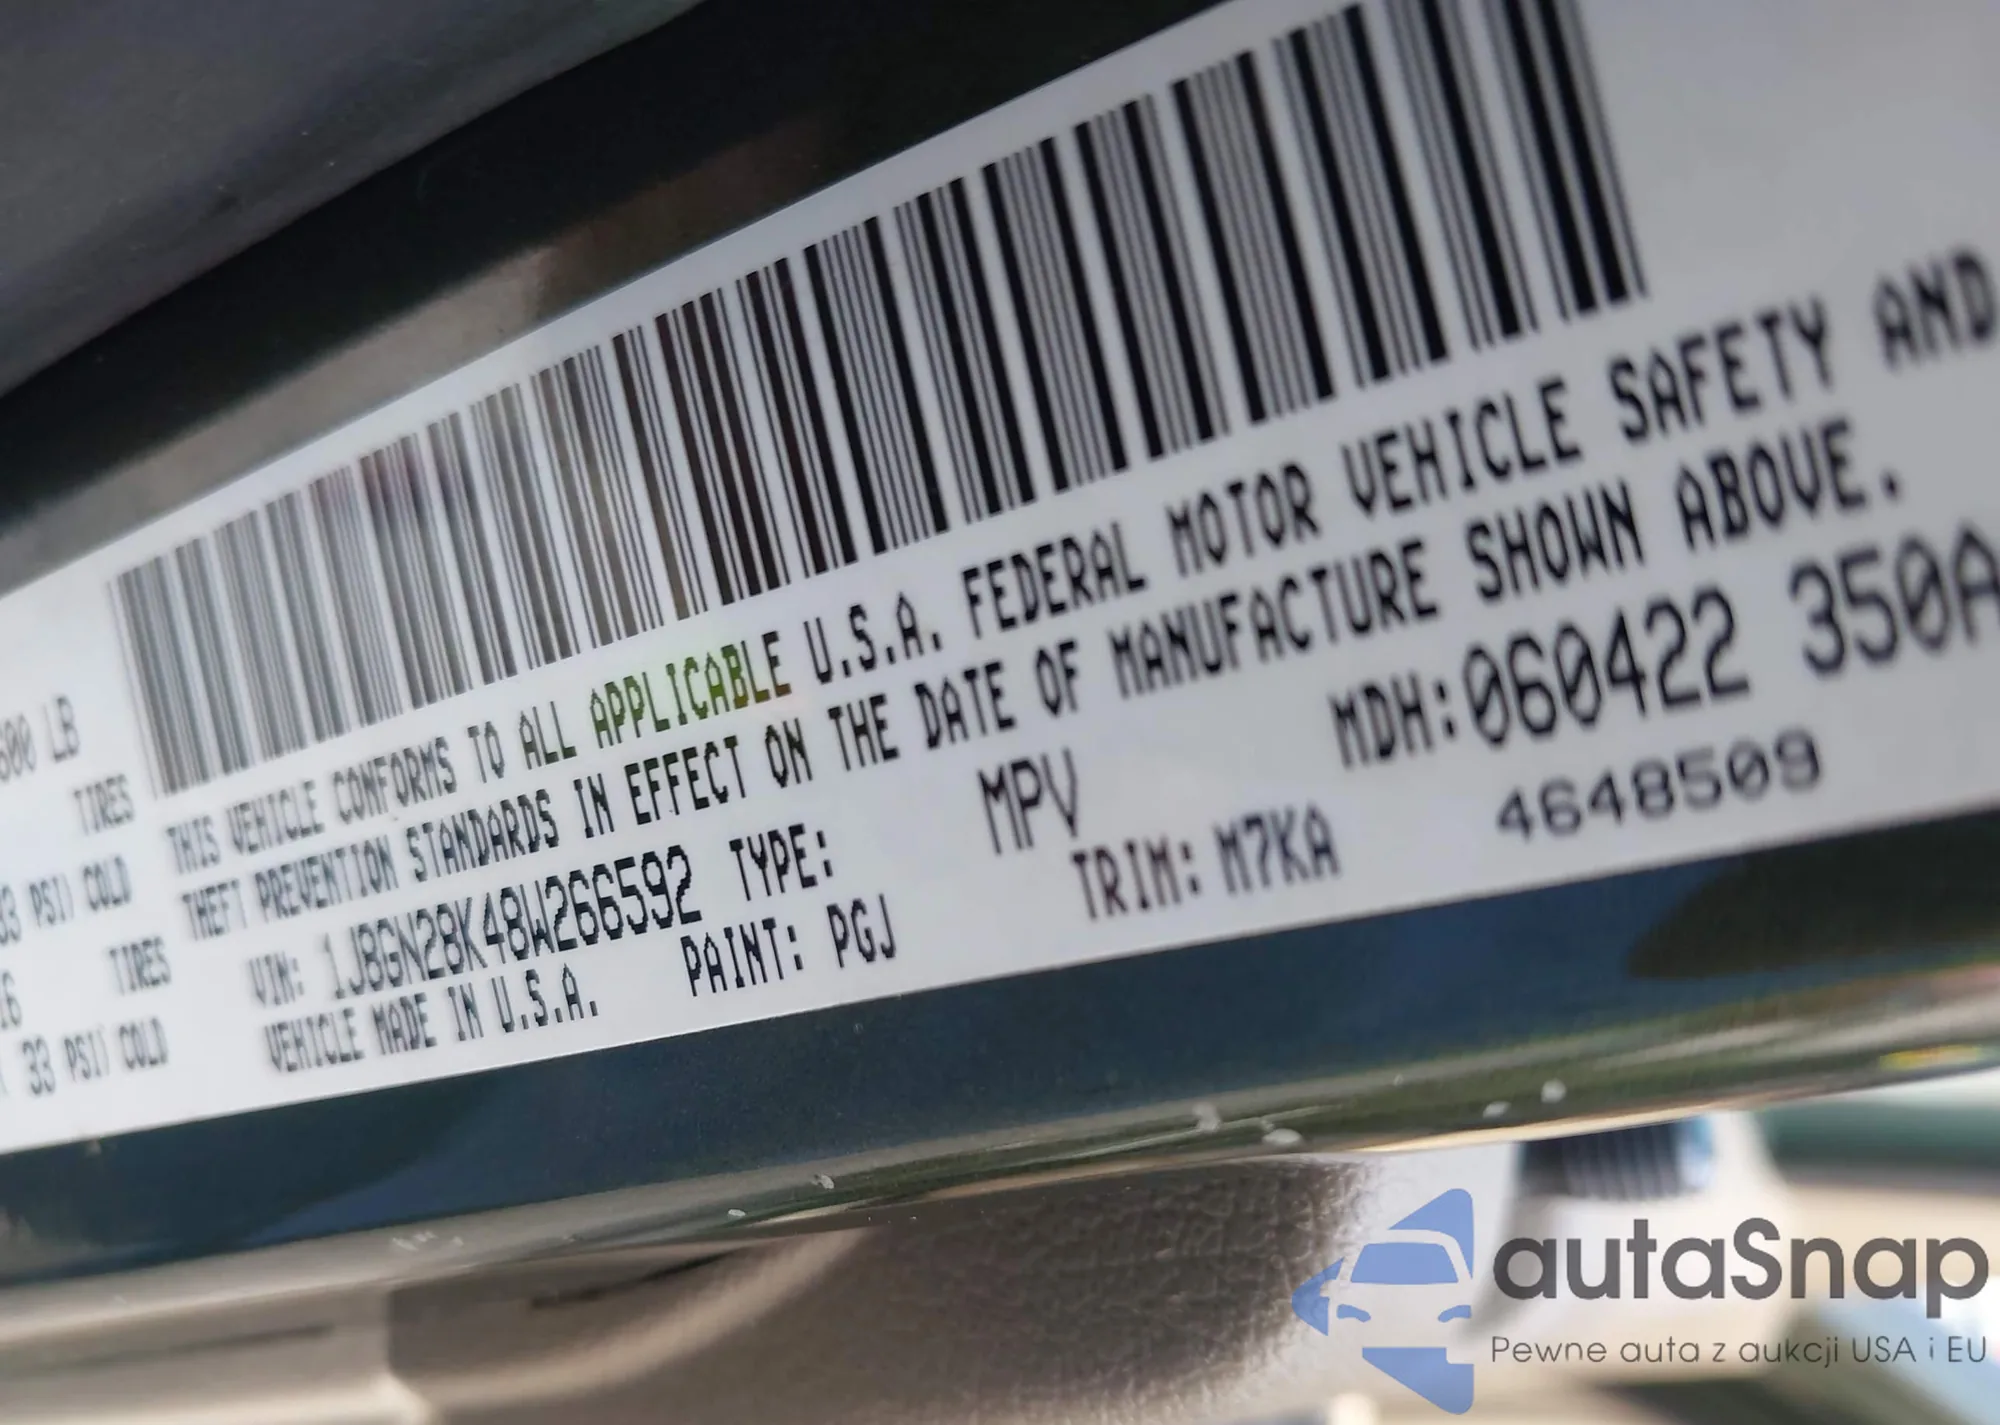 600 LB
TIRES
33 PSI/ COLD
16 TIRES
33 PSI/ COLD
THIS VEHICLE CONFORMS TO ALL APPLICABLE U.S.A. FEDERAL MOTOR VEHICLE SAFETY AND
THEFT PREVENTION STANDARDS IN EFFECT ON THE DATE OF MANUFACTURE SHOWN ABOVE.
VIN: 1J8GN28K48W266592 TYPE: MPV MDH:060422 350A
VEHICLE MADE IN U.S.A. PAINT: PGJ TRIM: M7KA 4648509
autaSnap
Pewne auta z aukcji USA i EU